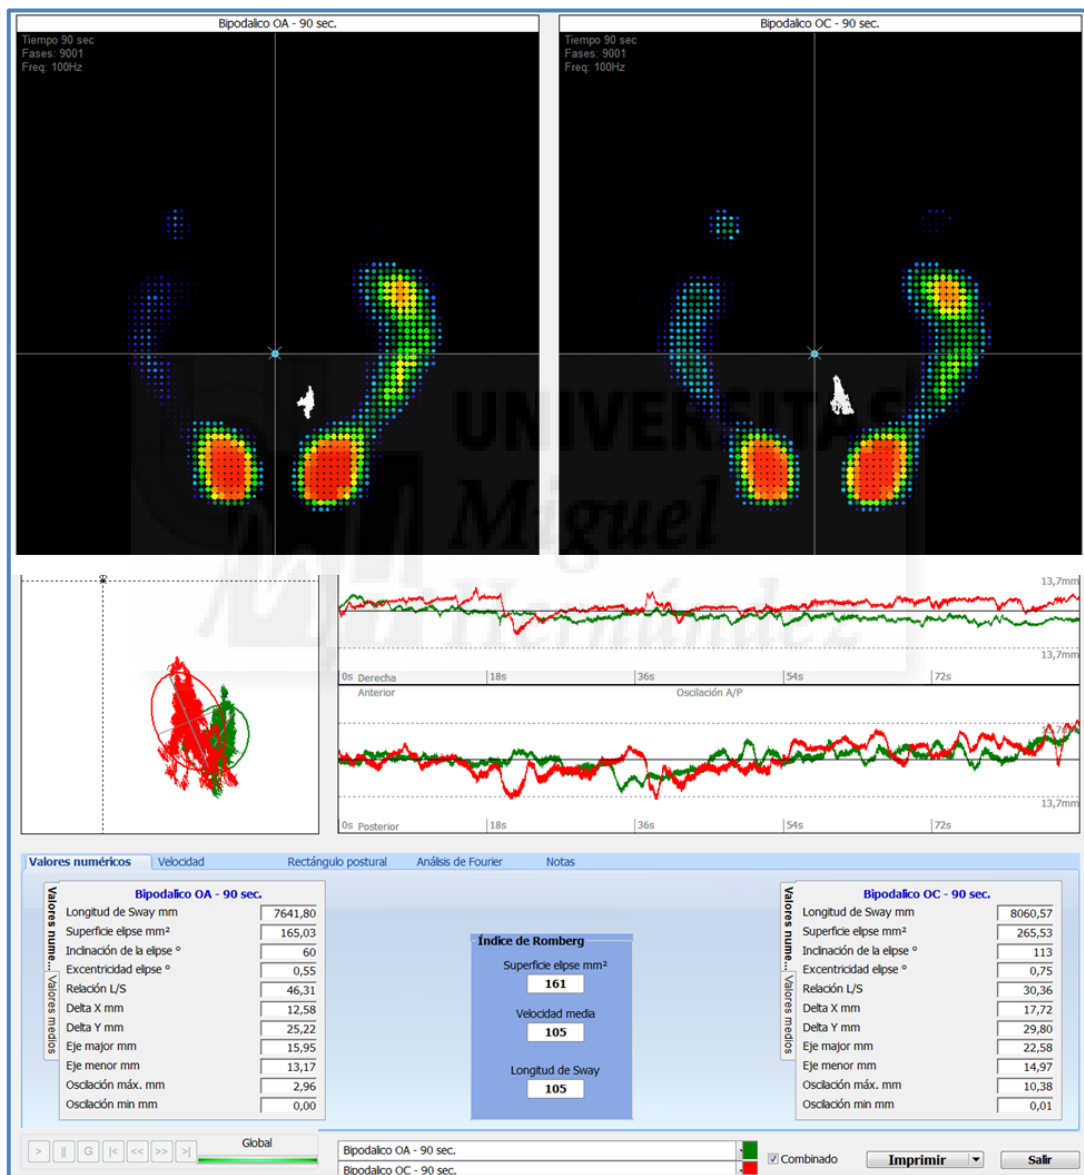 Bipodalico OA - 90 sec.
Bipodalico OC - 90 sec.
Tiempo 90 sec
Fases: 9001
Freq: 100Hz
Tiempo 90 sec
Fases: 9001
Freq: 100Hz
UNIVERSITAS
Miguel
Hernández
13,7mm
13,7mm
0s Derecha 18s 36s 54s 72s
Anterior Oscilación A/P
13,7mm
13,7mm
0s Posterior 18s 36s 54s 72s
Valores numéricos Velocidad Rectángulo postural Análisis de Fourier Notas
Valores nume...
Valores medios
Bipodalico OA - 90 sec.
Longitud de Sway mm 7641,80
Superficie elipse mm² 165,03
Inclinación de la elipse º 60
Excentricidad elipse º 0,55
Relación L/S 46,31
Delta X mm 12,58
Delta Y mm 25,22
Eje major mm 15,95
Eje menor mm 13,17
Oscilación máx. mm 2,96
Oscilación min mm 0,00
Índice de Romberg
Superficie elipse mm²
161
Velocidad media
105
Longitud de Sway
105
Valores nume...
Valores medios
Bipodalico OC - 90 sec.
Longitud de Sway mm 8060,57
Superficie elipse mm² 265,53
Inclinación de la elipse º 113
Excentricidad elipse º 0,75
Relación L/S 30,36
Delta X mm 17,72
Delta Y mm 29,80
Eje major mm 22,58
Eje menor mm 14,97
Oscilación máx. mm 10,38
Oscilación min mm 0,01
> || G |< << >> >| Global
Bipodalico OA - 90 sec.
Bipodalico OC - 90 sec.
Combinado Imprimir Salir